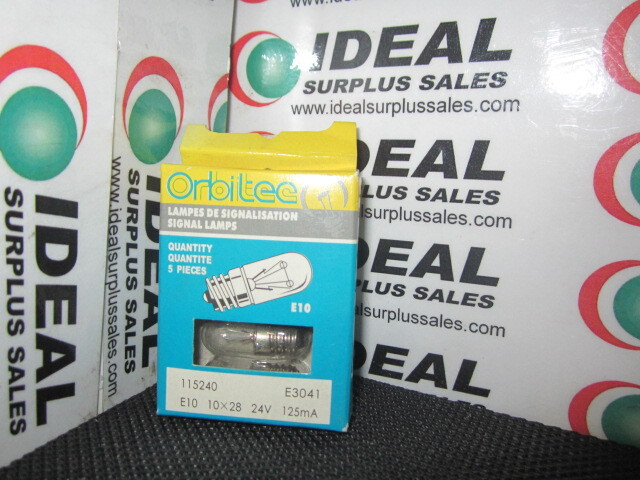 IDEAL
SURPLUS SALES
www.idealsurplussales.com
IDEAL
SURPLUS SALES
www.idealsurplussales.com
IDEAL
SURPLUS SALES
www.idealsurplussales.com
IDEAL
SURPLUS SALES
www.idealsurplussales.com
Orbitec
LAMPES DE SIGNALISATION
SIGNAL LAMPS
QUANTITY
QUANTITE
5 PIECES
E10
115240 E3041
E10 10×28 24V 125mA